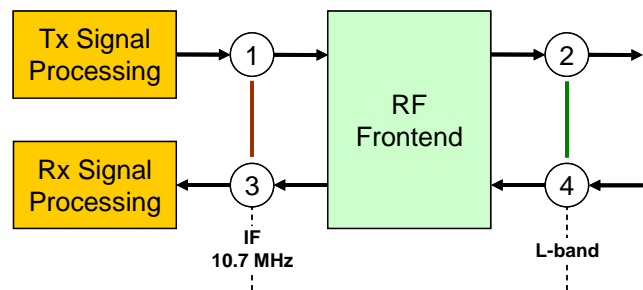 Tx Signal
Processing
1
2
RF
Frontend
Rx Signal
Processing
3
4
IF
10.7 MHz
L-band